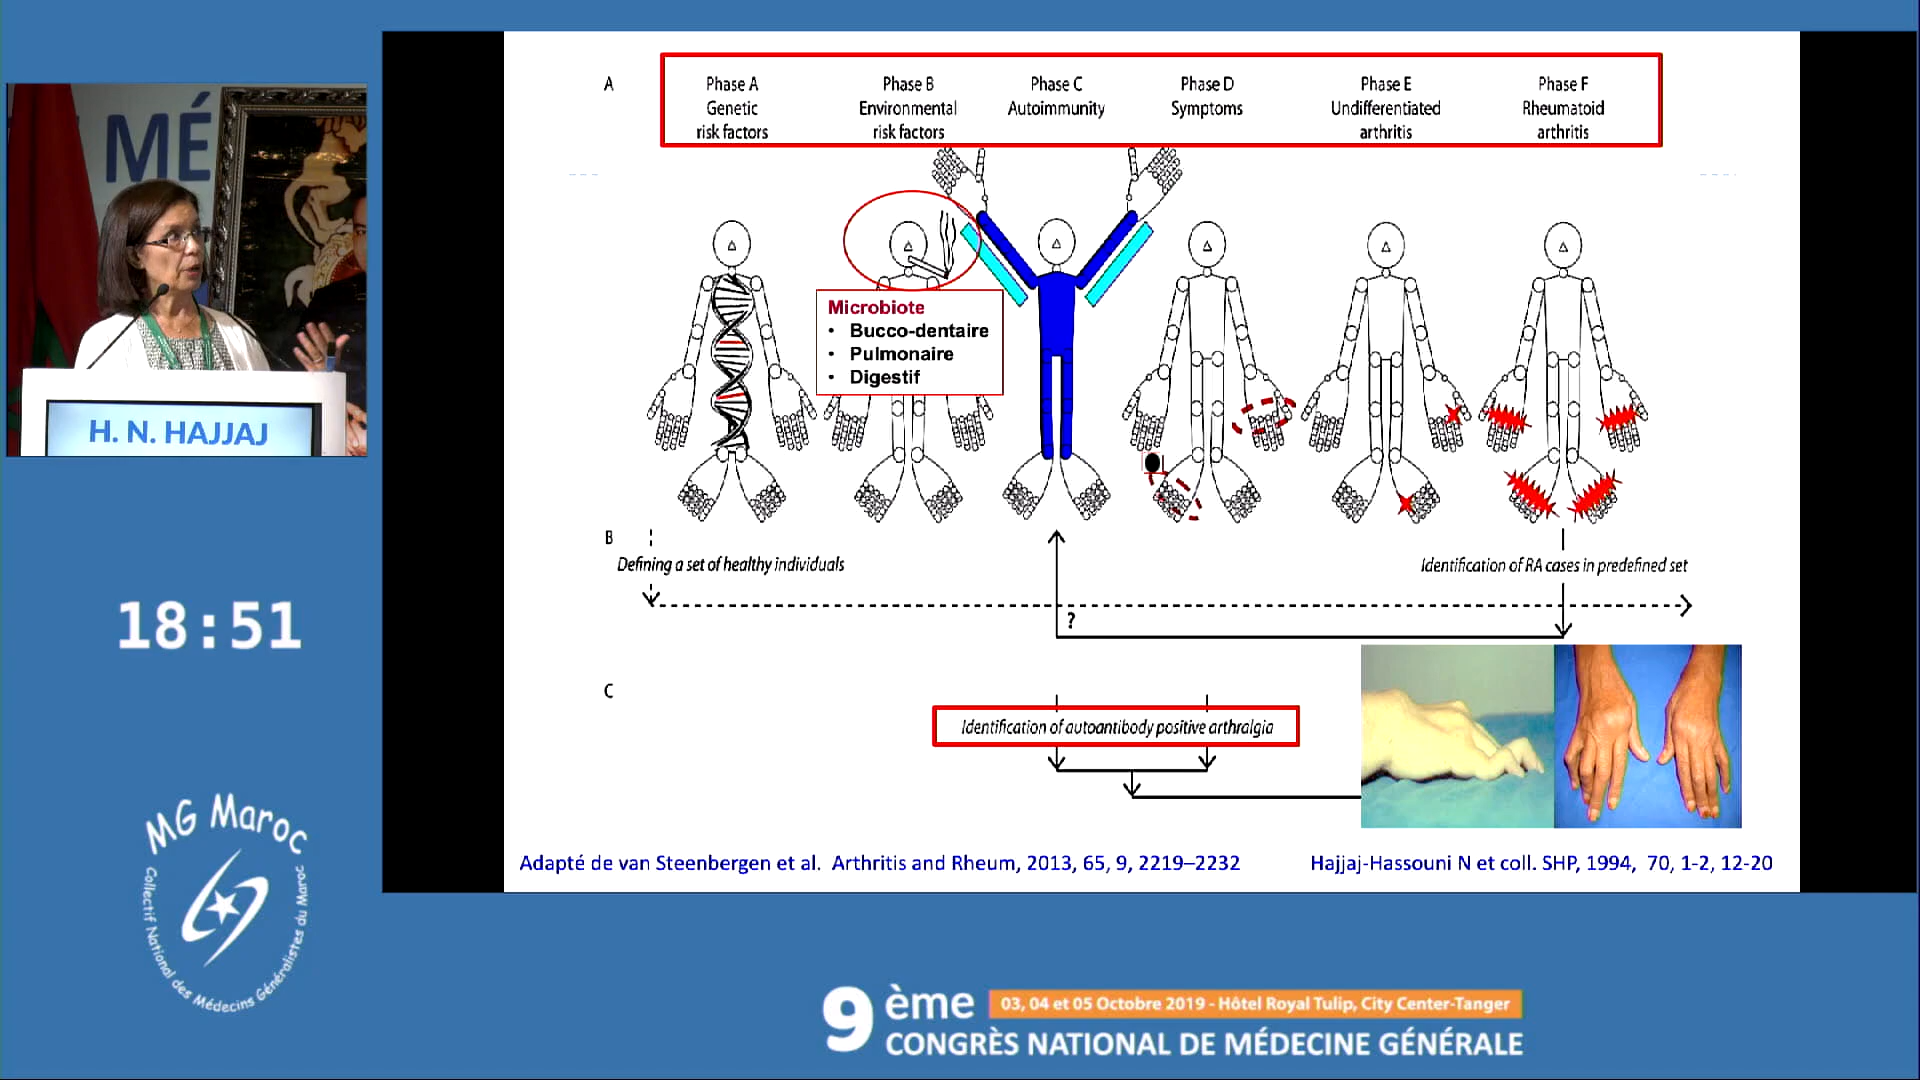 MÉ
H. N. HAJJAJ
18:51
MG Maroc
Collectif National des Médecins Généralistes du Maroc
A
Phase A
Genetic
risk factors
Phase B
Environmental
risk factors
Phase C
Autoimmunity
Phase D
Symptoms
Phase E
Undifferentiated
arthritis
Phase F
Rheumatoid
arthritis
Microbiote
• Bucco-dentaire
• Pulmonaire
• Digestif
B
Defining a set of healthy individuals
Identification of RA cases in predefined set
?
C
Identification of autoantibody positive arthralgia
Adapté de van Steenbergen et al. Arthritis and Rheum, 2013, 65, 9, 2219–2232
Hajjaj-Hassouni N et coll. SHP, 1994, 70, 1-2, 12-20
9ème
03, 04 et 05 Octobre 2019 - Hôtel Royal Tulip, City Center-Tanger
CONGRÈS NATIONAL DE MÉDECINE GÉNÉRALE